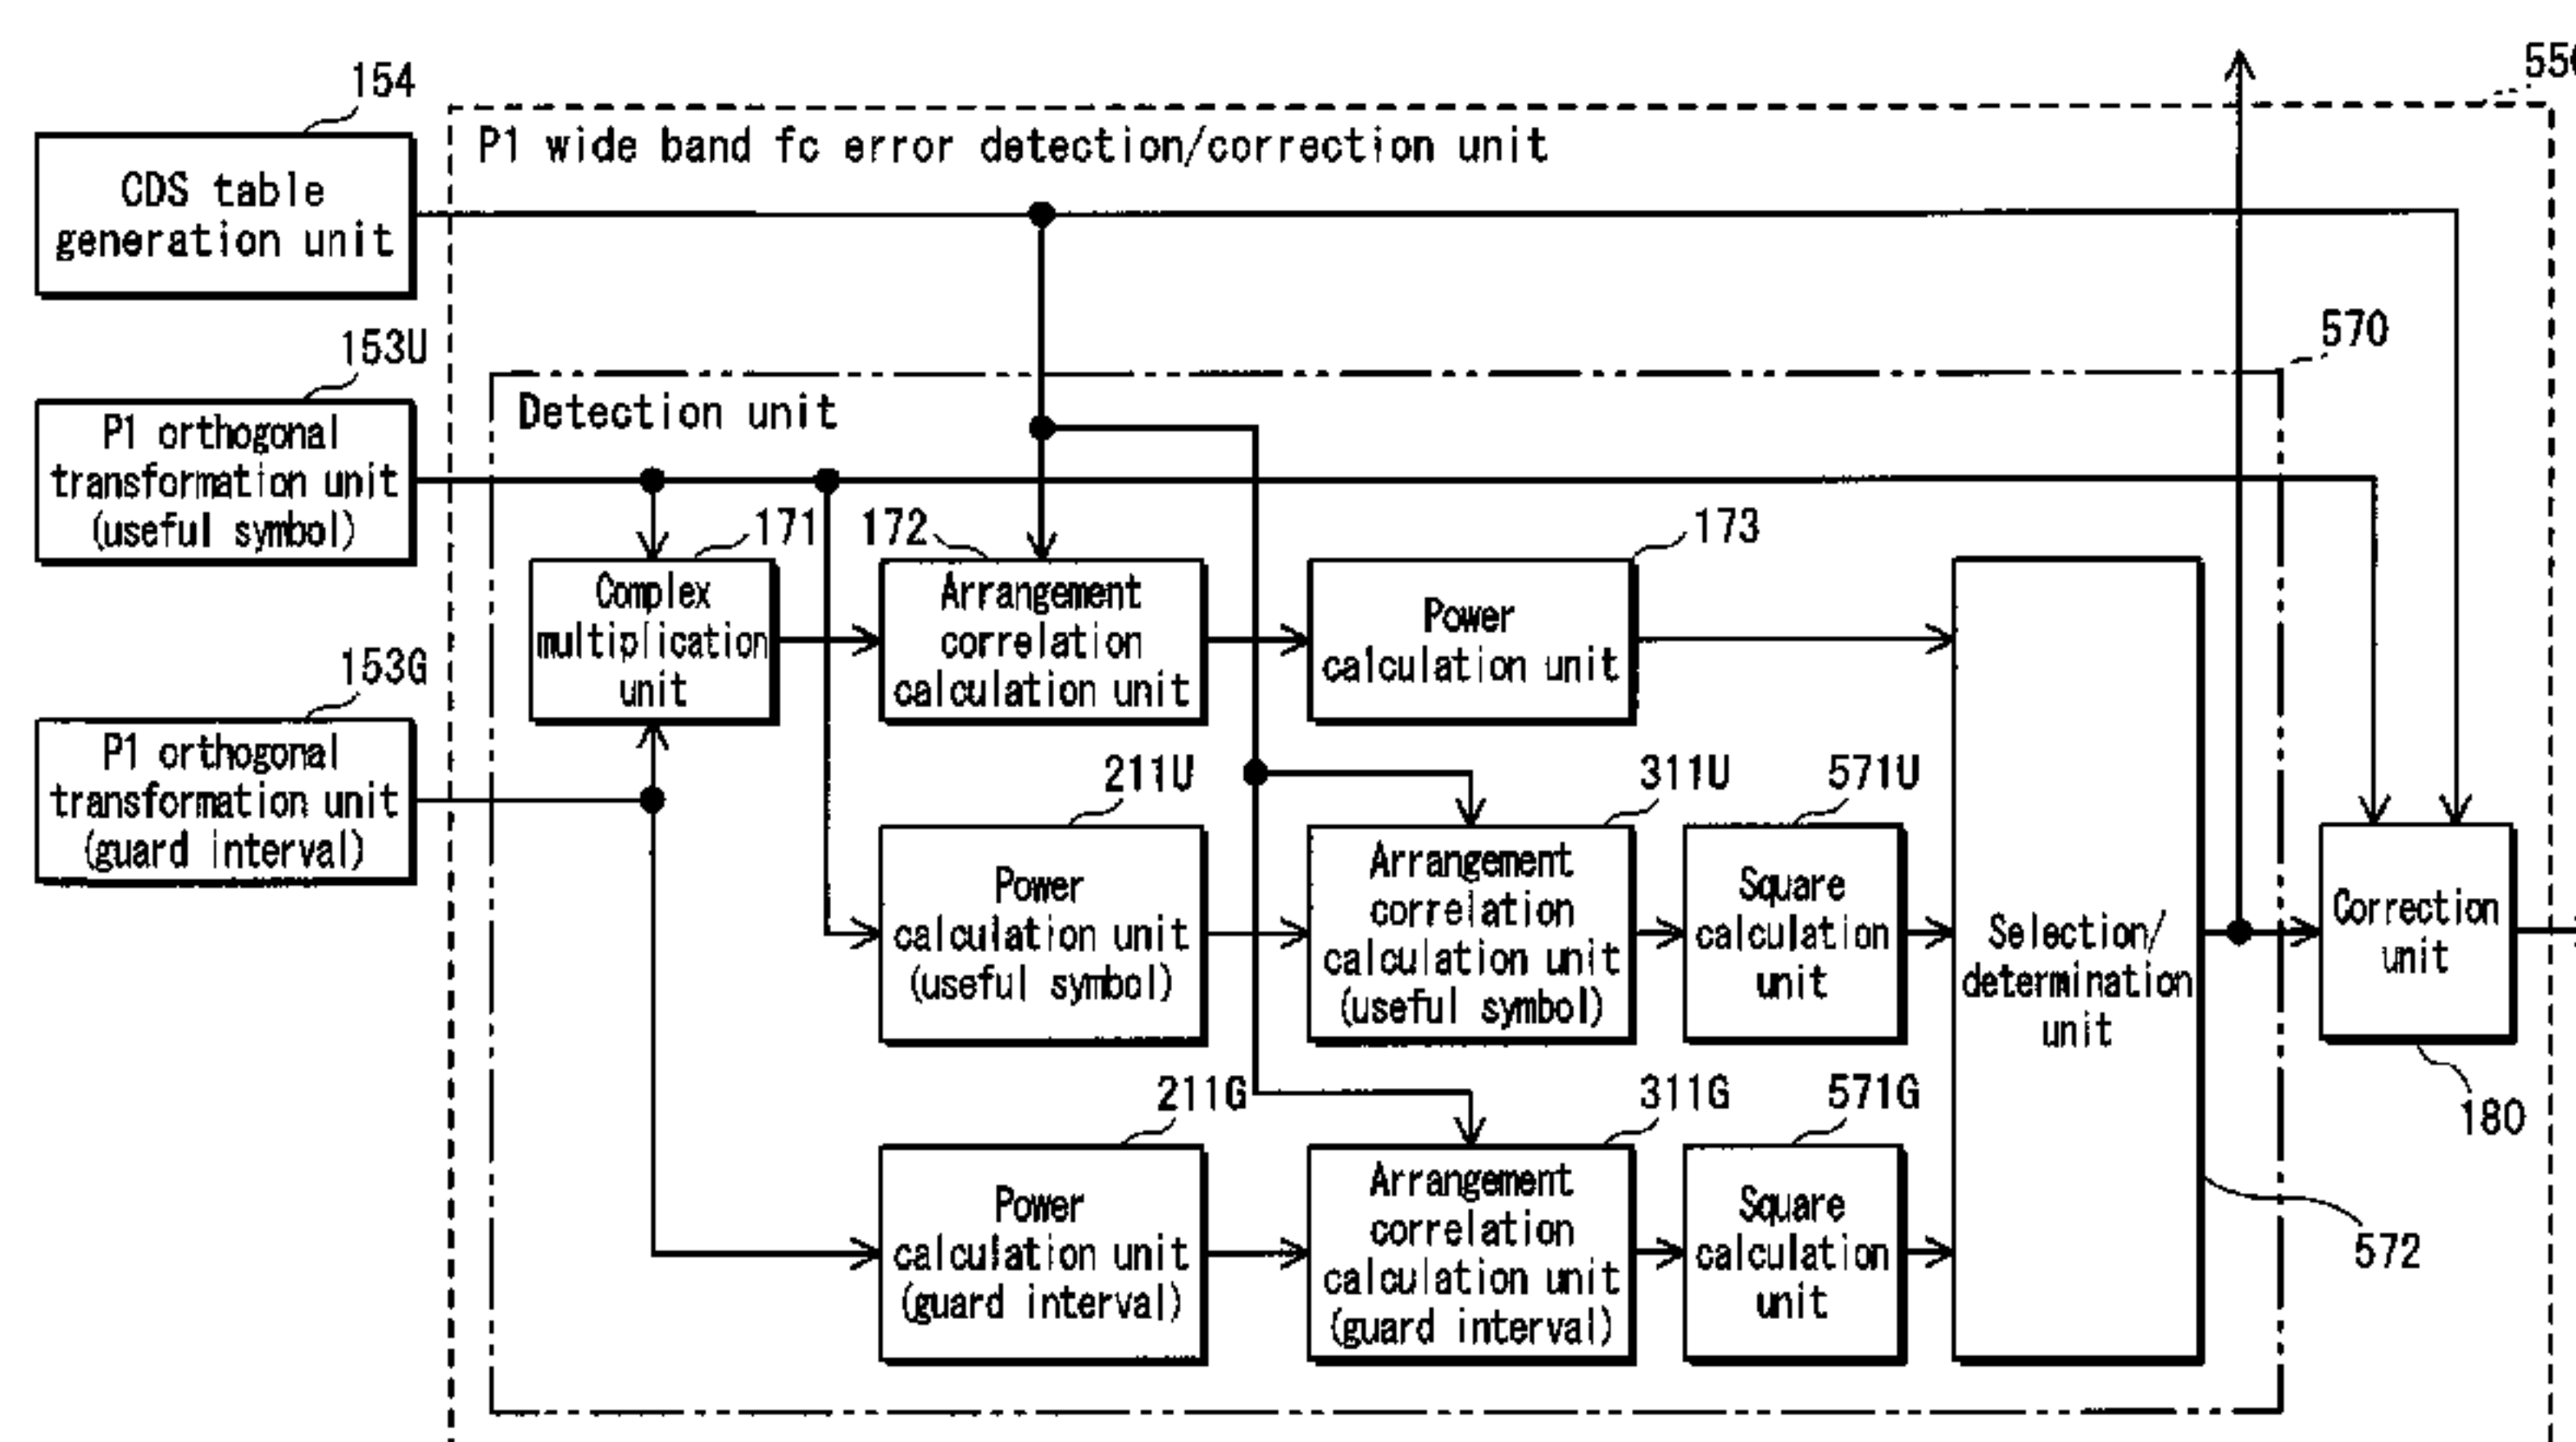 154
550
P1 wide band fc error detection/correction unit
CDS table
generation unit
153U
570
P1 orthogonal
transformation unit
(useful symbol)
Detection unit
171
172
173
Complex
multiplication
unit
Arrangement
correlation
calculation unit
Power
calculation unit
153G
P1 orthogonal
transformation unit
(guard interval)
211U
311U
571U
Power
calculation unit
(useful symbol)
Arrangement
correlation
calculation unit
(useful symbol)
Square
calculation
unit
Selection/
determination
unit
Correction
unit
180
211G
311G
571G
Power
calculation unit
(guard interval)
Arrangement
correlation
calculation unit
(guard interval)
Square
calculation
unit
572